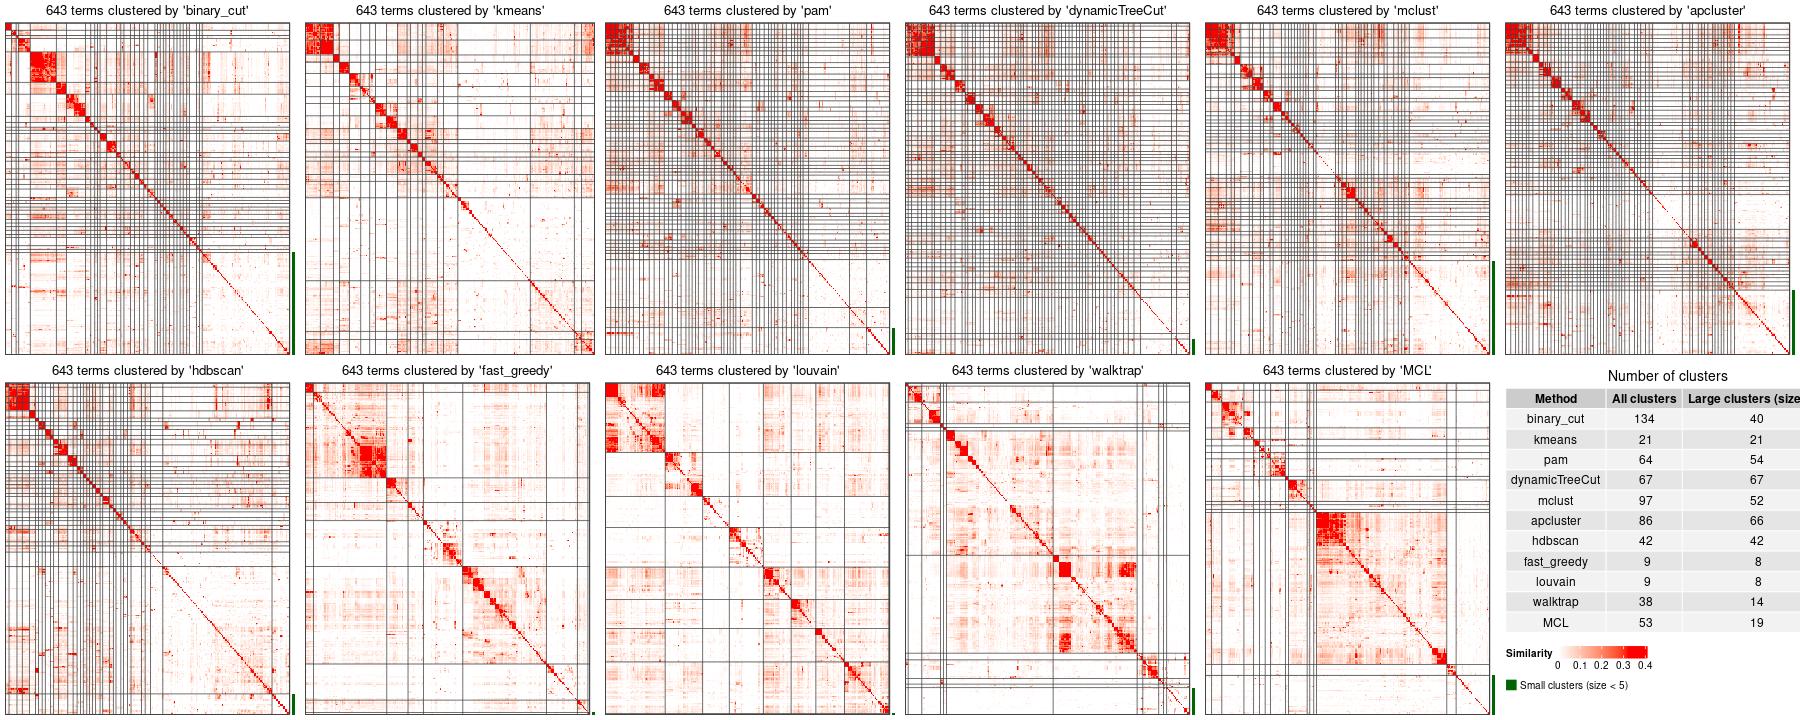 643 terms clustered by 'binary_cut'
643 terms clustered by 'kmeans'
643 terms clustered by 'pam'
643 terms clustered by 'dynamicTreeCut'
643 terms clustered by 'mclust'
643 terms clustered by 'apcluster'
643 terms clustered by 'hdbscan'
643 terms clustered by 'fast_greedy'
643 terms clustered by 'louvain'
643 terms clustered by 'walktrap'
643 terms clustered by 'MCL'
Number of clusters
Method All clusters Large clusters (size
binary_cut 134 40
kmeans 21 21
pam 64 54
dynamicTreeCut 67 67
mclust 97 52
apcluster 86 66
hdbscan 42 42
fast_greedy 9 8
louvain 9 8
walktrap 38 14
MCL 53 19
Similarity
0 0.1 0.2 0.3 0.4
Small clusters (size < 5)